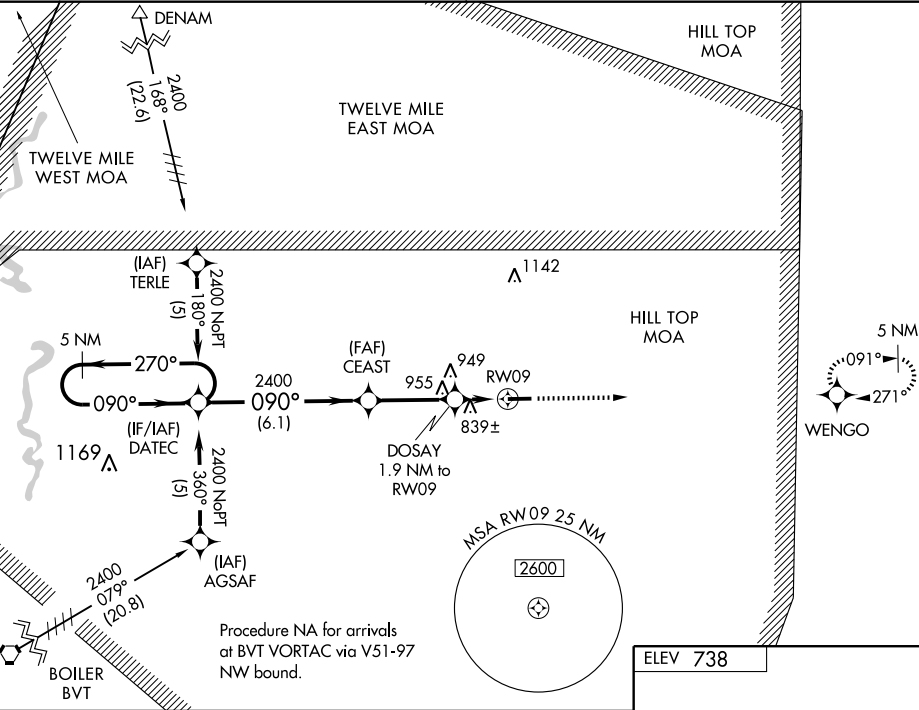 DENAM
2400
168°
(22.6)
HILL TOP
MOA
TWELVE MILE
EAST MOA
TWELVE MILE
WEST MOA
(IAF)
TERLE
2400 NoPT
180°
(5)
1142
HILL TOP
MOA
5 NM
270°
090°
(IF/IAF)
DATEC
2400
090°
(6.1)
(FAF)
CEAST
955
949
RW09
839±
DOSAY
1.9 NM to
RW09
5 NM
091°
271°
WENGO
1169
2400 NoPT
360°
(5)
(IAF)
AGSAF
2400
079°
(20.8)
BOILER
BVT
Procedure NA for arrivals
at BVT VORTAC via V51-97
NW bound.
MSA RW09 25 NM
2600
ELEV 738